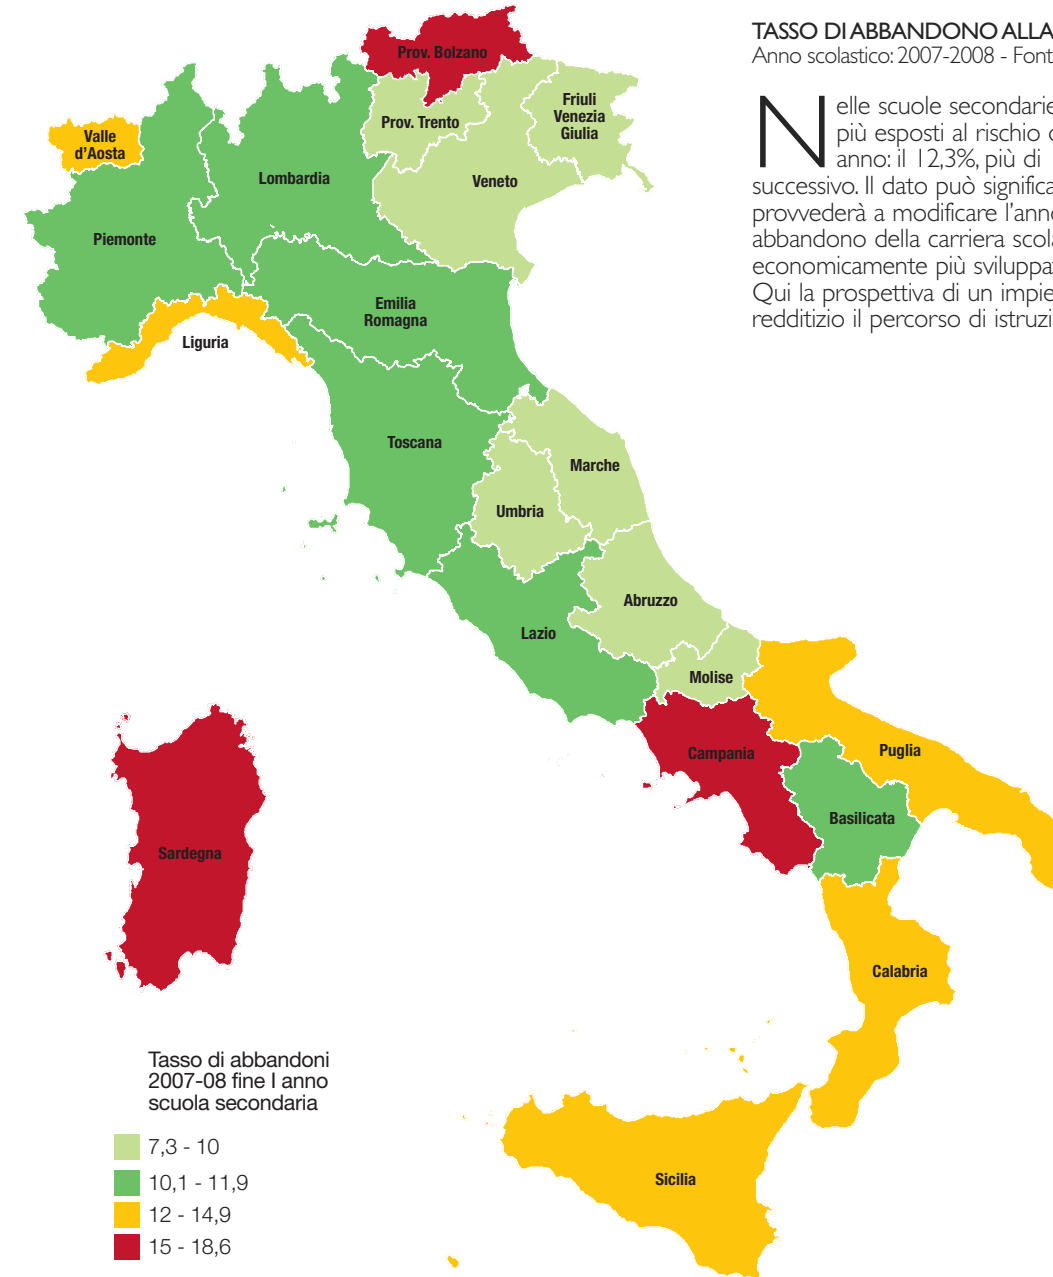 TASSO DI ABBANDONO ALLA
Anno scolastico: 2007-2008 - Font
Nelle scuole secondarie
più esposti al rischio
anno: il 12,3%, più di
successivo. Il dato può significa
provvederà a modificare l'anno
abbandono della carriera scola
economicamente più sviluppat
Qui la prospettiva di un impie
redditizio il percorso di istruzi
Prov. Bolzano
Valle
d'Aosta
Prov. Trento
Friuli
Venezia
Giulia
Lombardia
Veneto
Piemonte
Emilia
Romagna
Liguria
Toscana
Marche
Umbria
Abruzzo
Lazio
Molise
Campania
Puglia
Basilicata
Sardegna
Calabria
Sicilia
Tasso di abbandoni
2007-08 fine I anno
scuola secondaria
7,3 - 10
10,1 - 11,9
12 - 14,9
15 - 18,6